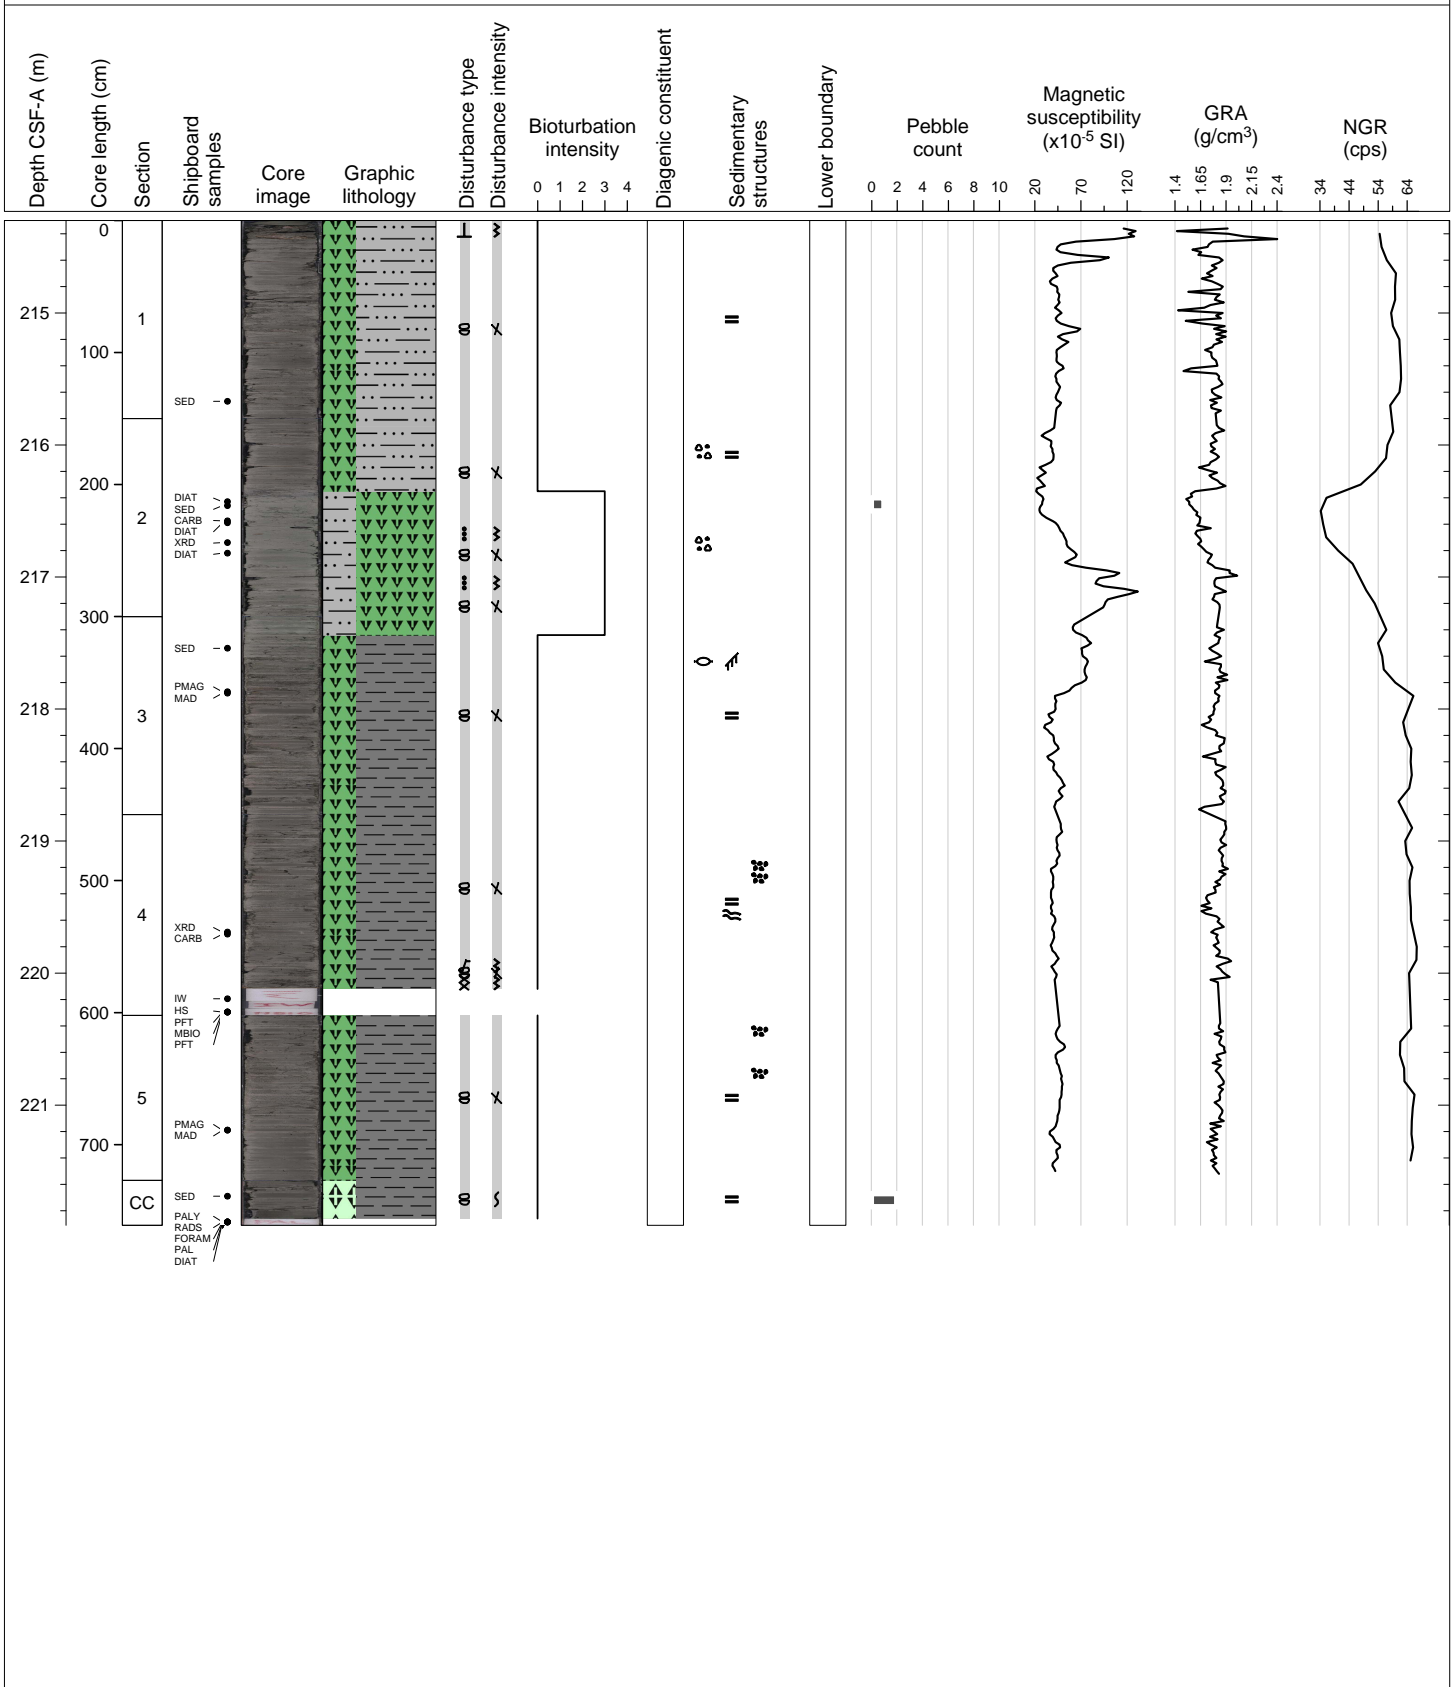 Depth CSF-A (m)
Core length (cm)
Section
Shipboard
samples
Core
image
Graphic
lithology
Disturbance type
Disturbance intensity
Bioturbation
intensity
0 1 2 3 4
Diagenic constituent
Sedimentary
structures
Lower boundary
Pebble
count
0 2 4 6 8 10
Magnetic
susceptibility
(x10-5 SI)
20 70 120
GRA
(g/cm3)
1.4 1.65 1.9 2.15 2.4
NGR
(cps)
34 44 54 64
0
215
1
100
SED
216
200
DIAT
SED
2
CARB
DIAT
XRD
DIAT
217
300
SED
PMAG
MAD
218
3
400
219
500
4
XRD
CARB
220
IW
600
HS
PFT
MBIO
PFT
5
221
PMAG
MAD
700
SED
CC
PALY
RADS
FORAM
PAL
DIAT